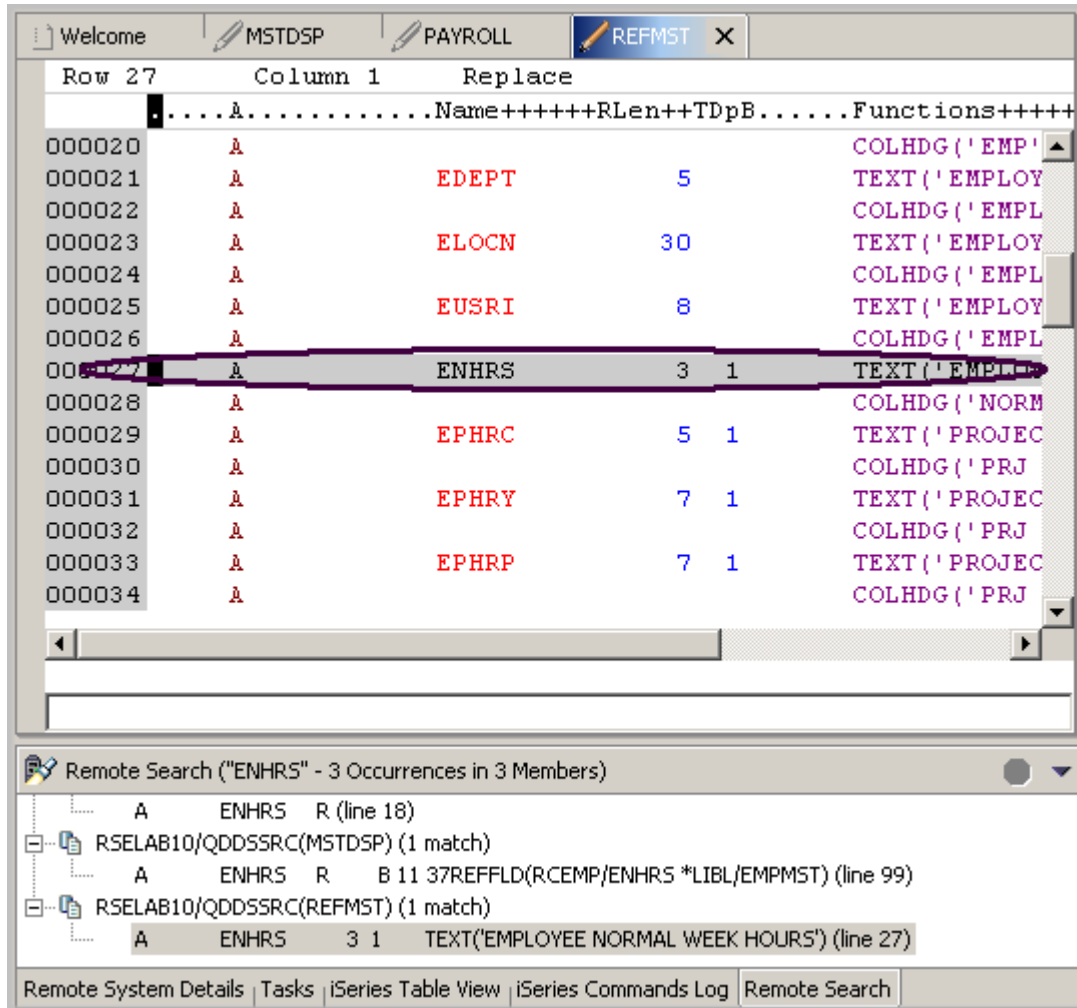 Welcome MSTDSP PAYROLL REFMST
Row 27 Column 1 Replace
.....A............Name++++++RLen++TDpB......Functions+++++
000020 A COLHDG('EMP'
000021 A EDEPT 5 TEXT('EMPLOY
000022 A COLHDG('EMPL
000023 A ELOCN 30 TEXT('EMPLOY
000024 A COLHDG('EMPL
000025 A EUSRI 8 TEXT('EMPLOY
000026 A COLHDG('EMPL
000027 A ENHRS 3 1 TEXT('EMPLOY
000028 A COLHDG('NORM
000029 A EPHRC 5 1 TEXT('PROJEC
000030 A COLHDG('PRJ
000031 A EPHRY 7 1 TEXT('PROJEC
000032 A COLHDG('PRJ
000033 A EPHRP 7 1 TEXT('PROJEC
000034 A COLHDG('PRJ
Remote Search ("ENHRS" - 3 Occurrences in 3 Members)
A ENHRS R (line 18)
RSELAB10/QDDSSRC(MSTDSP) (1 match)
A ENHRS R B 11 37REFFLD(RCEMP/ENHRS *LIBL/EMPMST) (line 99)
RSELAB10/QDDSSRC(REFMST) (1 match)
A ENHRS 3 1 TEXT('EMPLOYEE NORMAL WEEK HOURS') (line 27)
Remote System Details Tasks iSeries Table View iSeries Commands Log Remote Search